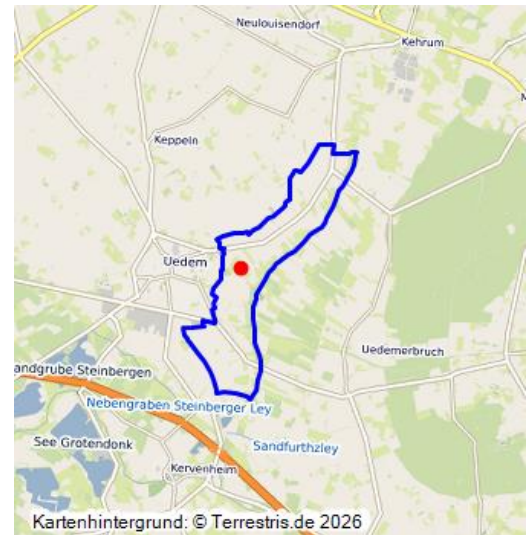 Neulouisendorf
Kehrum
Keppeln
Uedem
Uedemerbruch
andgrube Steinbergen
Nebengraben Steinberger Ley
See Grotendonk
Sandfurthzley
Kervenheim
Kartenhintergrund: © Terrestris.de 2026